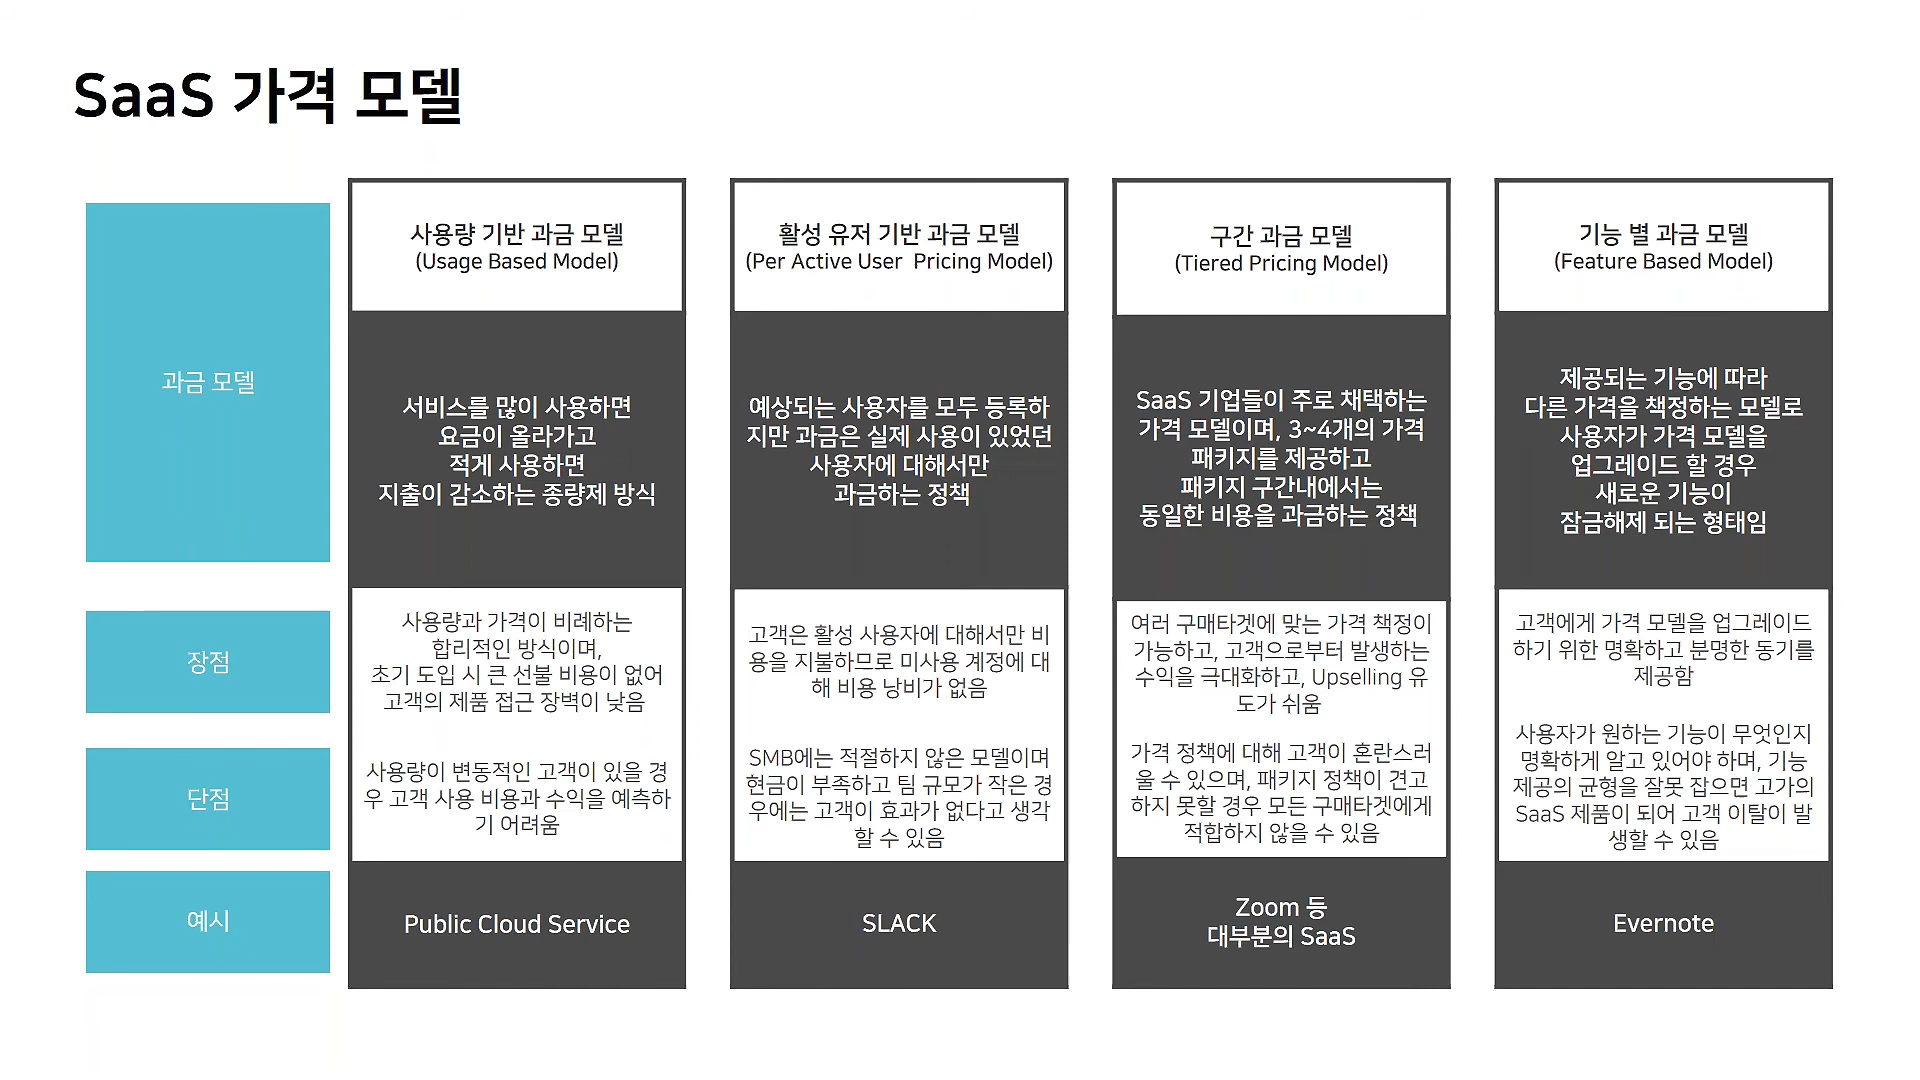 SaaS 가격 모델
과금 모델
사용량 기반 과금 모델
(Usage Based Model)
서비스를 많이 사용하면
요금이 올라가고
적게 사용하면
지출이 감소하는 종량제 방식
활성 유저 기반 과금 모델
(Per Active User  Pricing Model)
예상되는 사용자를 모두 등록하
지만 과금은 실제 사용이 있었던
사용자에 대해서만
과금하는 정책
구간 과금 모델
(Tiered Pricing Model)
SaaS 기업들이 주로 채택하는
가격 모델이며, 3~4개의 가격
패키지를 제공하고
패키지 구간내에서는
동일한 비용을 과금하는 정책
기능 별 과금 모델
(Feature Based Model)
제공되는 기능에 따라
다른 가격을 책정하는 모델로
사용자가 가격 모델을
업그레이드 할 경우
새로운 기능이
잠금해제 되는 형태임
장점
사용량과 가격이 비례하는
합리적인 방식이며,
초기 도입 시 큰 선불 비용이 없어
고객의 제품 접근 장벽이 낮음
고객은 활성 사용자에 대해서만 비
용을 지불하므로 미사용 계정에 대
해 비용 낭비가 없음
여러 구매타겟에 맞는 가격 책정이
가능하고, 고객으로부터 발생하는
수익을 극대화하고, Upselling 유
도가 쉬움
고객에게 가격 모델을 업그레이드
하기 위한 명확하고 분명한 동기를
제공함
단점
사용량이 변동적인 고객이 있을 경
우 고객 사용 비용과 수익을 예측하
기 어려움
SMB에는 적절하지 않은 모델이며
현금이 부족하고 팀 규모가 작은 경
우에는 고객이 효과가 없다고 생각
할 수 있음
가격 정책에 대해 고객이 혼란스러
울 수 있으며, 패키지 정책이 견고
하지 못할 경우 모든 구매타겟에게
적합하지 않을 수 있음
사용자가 원하는 기능이 무엇인지
명확하게 알고 있어야 하며, 기능
제공의 균형을 잘못 잡으면 고가의
SaaS 제품이 되어 고객 이탈이 발
생할 수 있음
예시
Public Cloud Service
SLACK
Zoom 등
대부분의 SaaS
Evernote